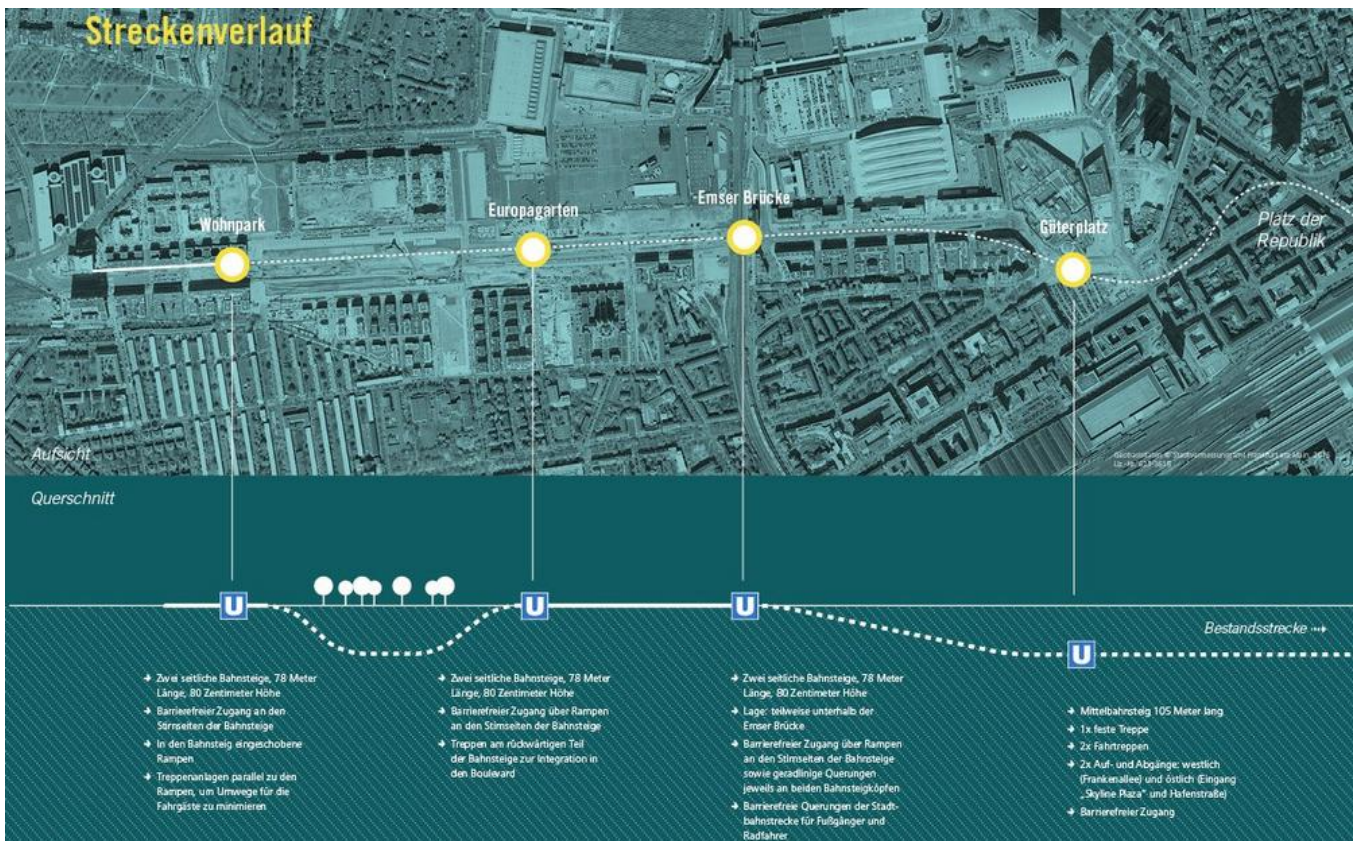 Streckenverlauf
Wohnpark
Europagarten
Emser Brücke
Güterplatz
Platz der
Republik
Aufsicht
Querschnitt
U
U
U
U
Bestandsstrecke
Zwei seitliche Bahnsteige, 78 Meter
Länge, 80 Zentimeter Höhe
Barrierefreier Zugang an den
Stirnseiten der Bahnsteige
In den Bahnsteig eingeschobene
Rampen
Treppenanlagen parallel zu den
Rampen, um Umwege für die
Fahrgäste zu minimieren
Zwei seitliche Bahnsteige, 78 Meter
Länge, 80 Zentimeter Höhe
Barrierefreier Zugang über Rampen
an den Stirnseiten der Bahnsteige
Treppen am rückwärtigen Teil
der Bahnsteige zur Integration in
den Boulevard
Zwei seitliche Bahnsteige, 78 Meter
Länge, 80 Zentimeter Höhe
Lage: teilweise unterhalb der
Emser Brücke
Barrierefreier Zugang über Rampen
an den Stirnseiten der Bahnsteige
sowie geradlinige Querungen
jeweils an beiden Bahnsteigköpfen
Barrierefreie Querungen der Stadt-
bahnstrecke für Fußgänger und
Radfahrer
Mittelbahnsteig 105 Meter lang
1x feste Treppe
2x Fahrtreppen
2x Auf- und Abgänge: westlich
(Frankenallee) und östlich (Eingang
„Skyline Plaza" und Hafenstraße)
Barrierefreier Zugang